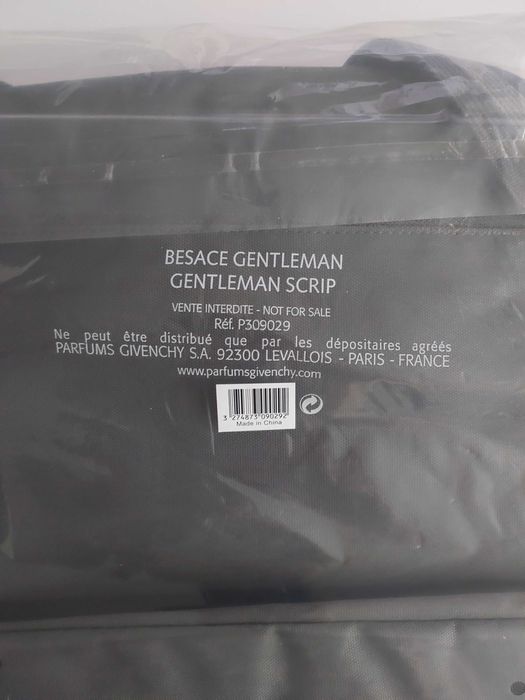 BESACE GENTLEMAN
GENTLEMAN SCRIP
VENTE INTERDITE - NOT FOR SALE
Réf. P309029
Ne peut être distribué que par les dépositaires agréés
PARFUMS GIVENCHY S.A. 92300 LEVALLOIS - PARIS - FRANCE
www.parfumsgivenchy.com
3 274873 090292
Made in China